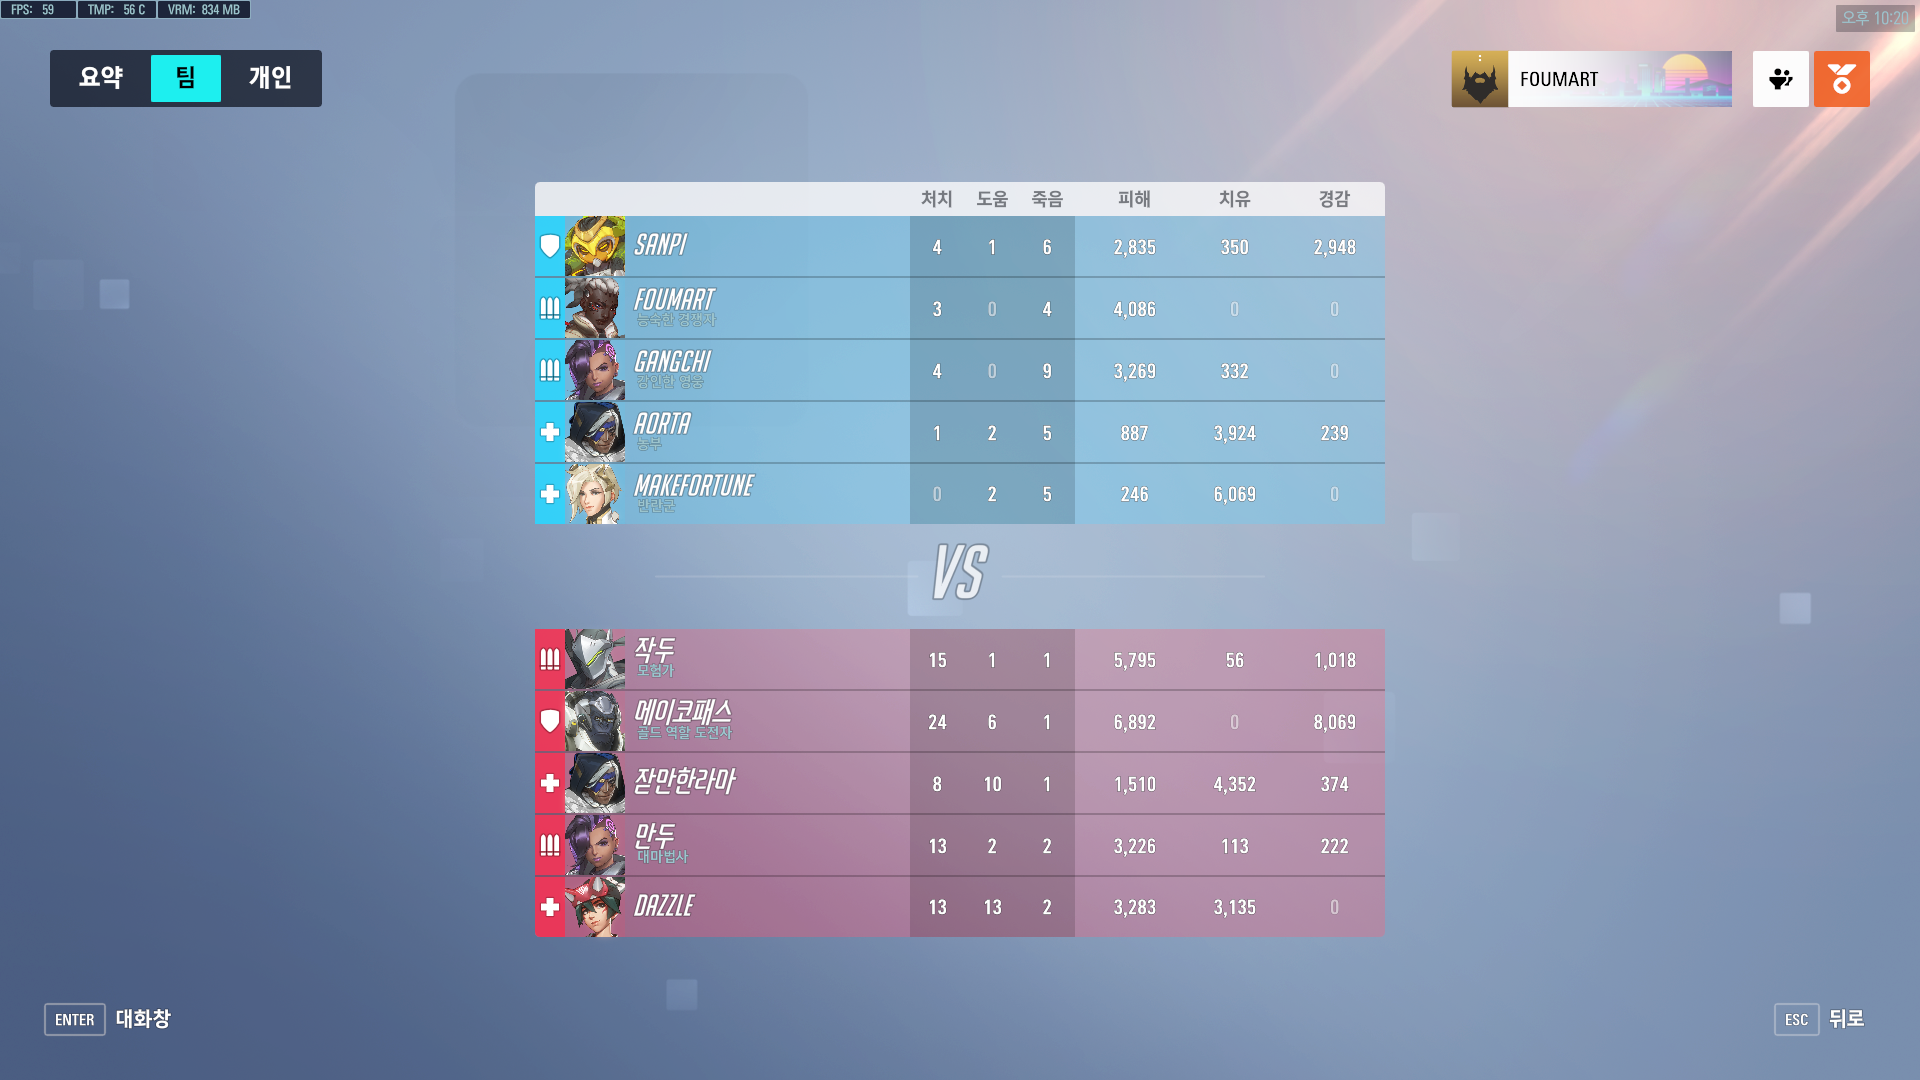 FPS: 59 TMP: 56 C VRM: 834 MB
오후 10:20
요약 팀 개인
FOUMART
처치 도움 죽음 피해 치유 경감
SANPI 4 1 6 2,835 350 2,948
FOUMART 3 0 4 4,086 0 0
능숙한 경쟁자
GANGCHI 4 0 9 3,269 332 0
강인한 영웅
AORTA 1 2 5 887 3,924 239
농부
MAKEFORTUNE 0 2 5 246 6,069 0
반란군
VS
작두 15 1 1 5,795 56 1,018
모험가
메이코패스 24 6 1 6,892 0 8,069
골드 역할 도전자
잗만한라마 8 10 1 1,510 4,352 374
만두 13 2 2 3,226 113 222
대마법사
DAZZLE 13 13 2 3,283 3,135 0
ENTER 대화창
ESC 뒤로